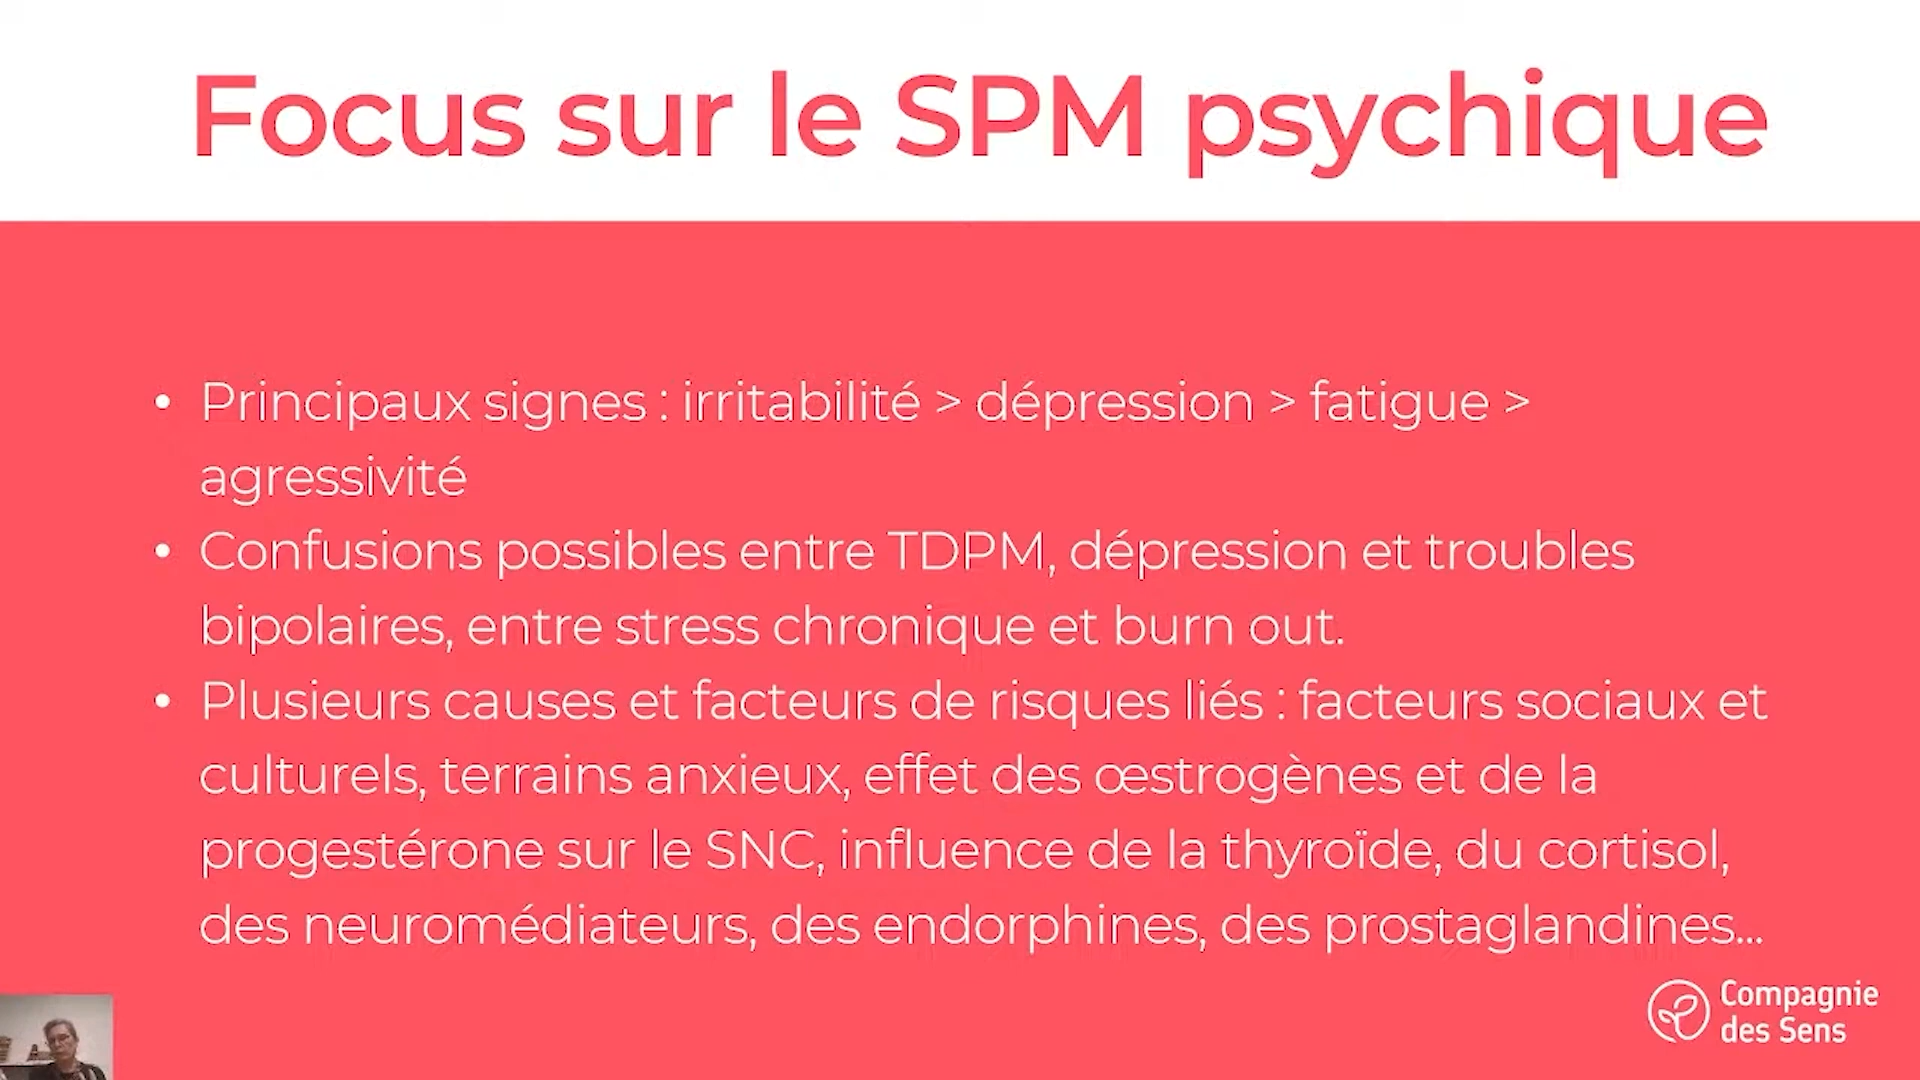 Focus sur le SPM psychique
• Principaux signes : irritabilité > dépression > fatigue >
agressivité
• Confusions possibles entre TDPM, dépression et troubles
bipolaires, entre stress chronique et burn out.
• Plusieurs causes et facteurs de risques liés : facteurs sociaux et
culturels, terrains anxieux, effet des œstrogènes et de la
progestérone sur le SNC, influence de la thyroïde, du cortisol,
des neuromédiateurs, des endorphines, des prostaglandines...
Compagnie
des Sens